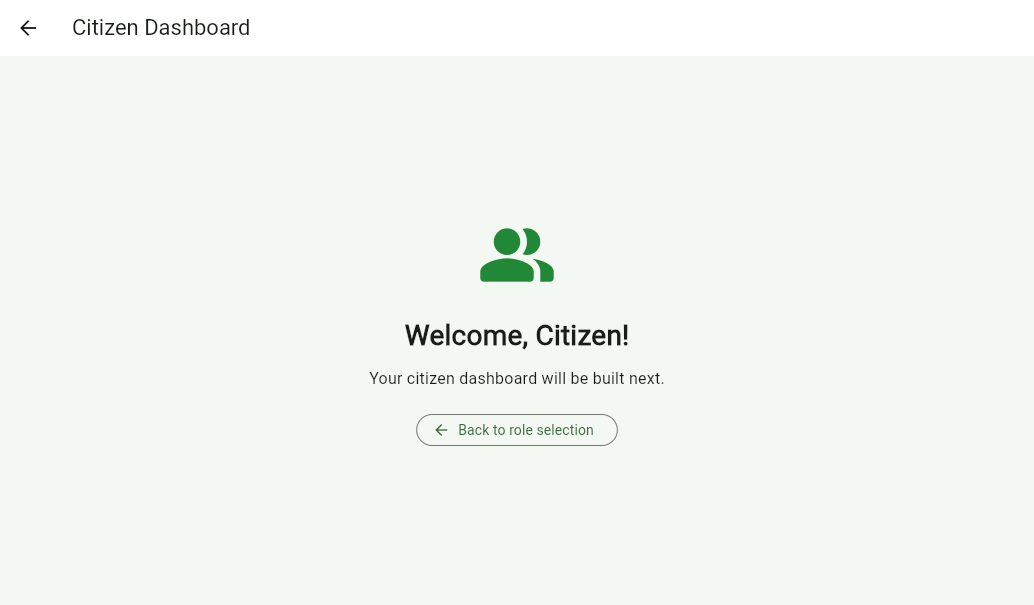 Citizen Dashboard
Welcome, Citizen!
Your citizen dashboard will be built next.
Back to role selection